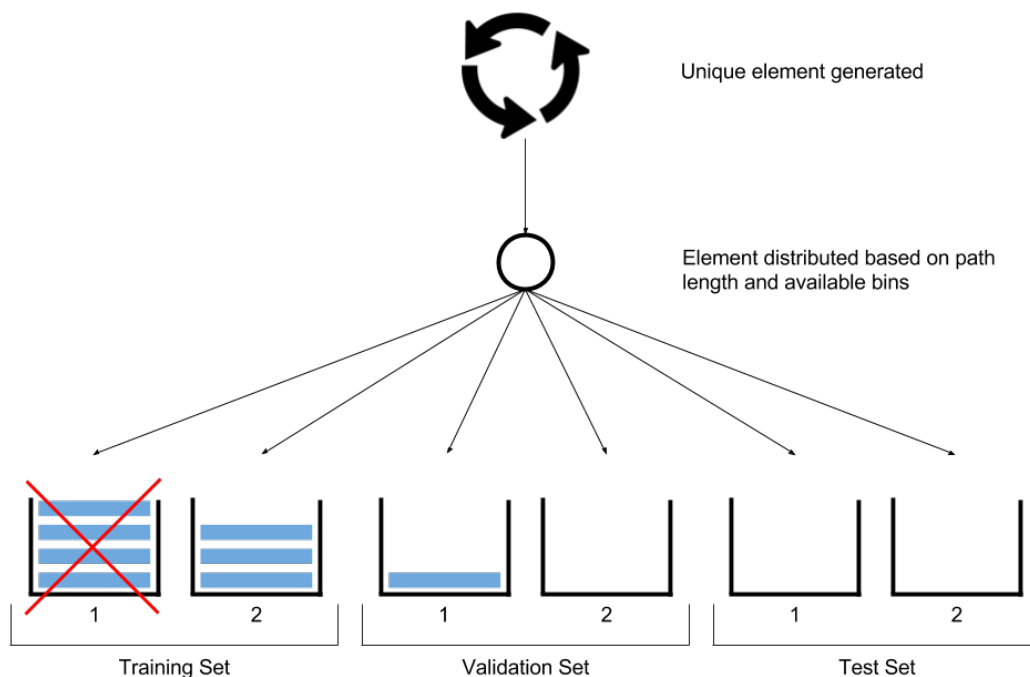 Unique element generated
Element distributed based on path
length and available bins
1
2
1
2
1
2
Training Set
Validation Set
Test Set